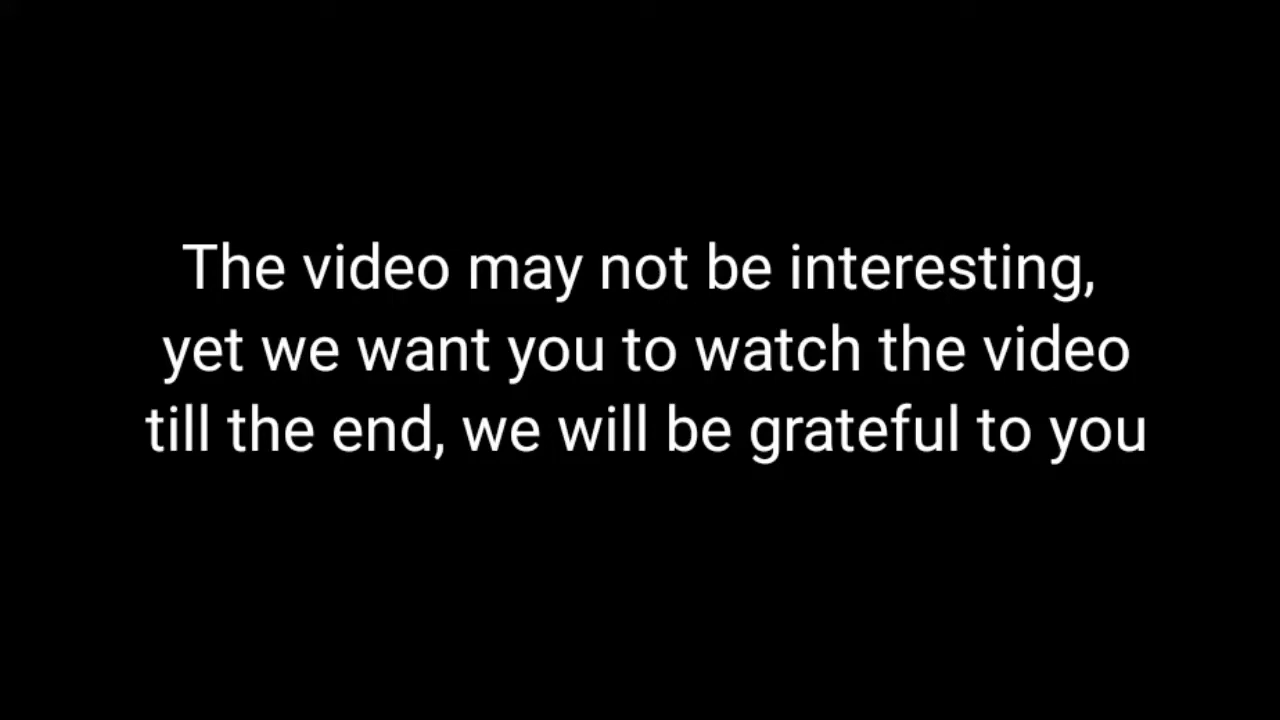 The video may not be interesting,
yet we want you to watch the video
till the end, we will be grateful to you